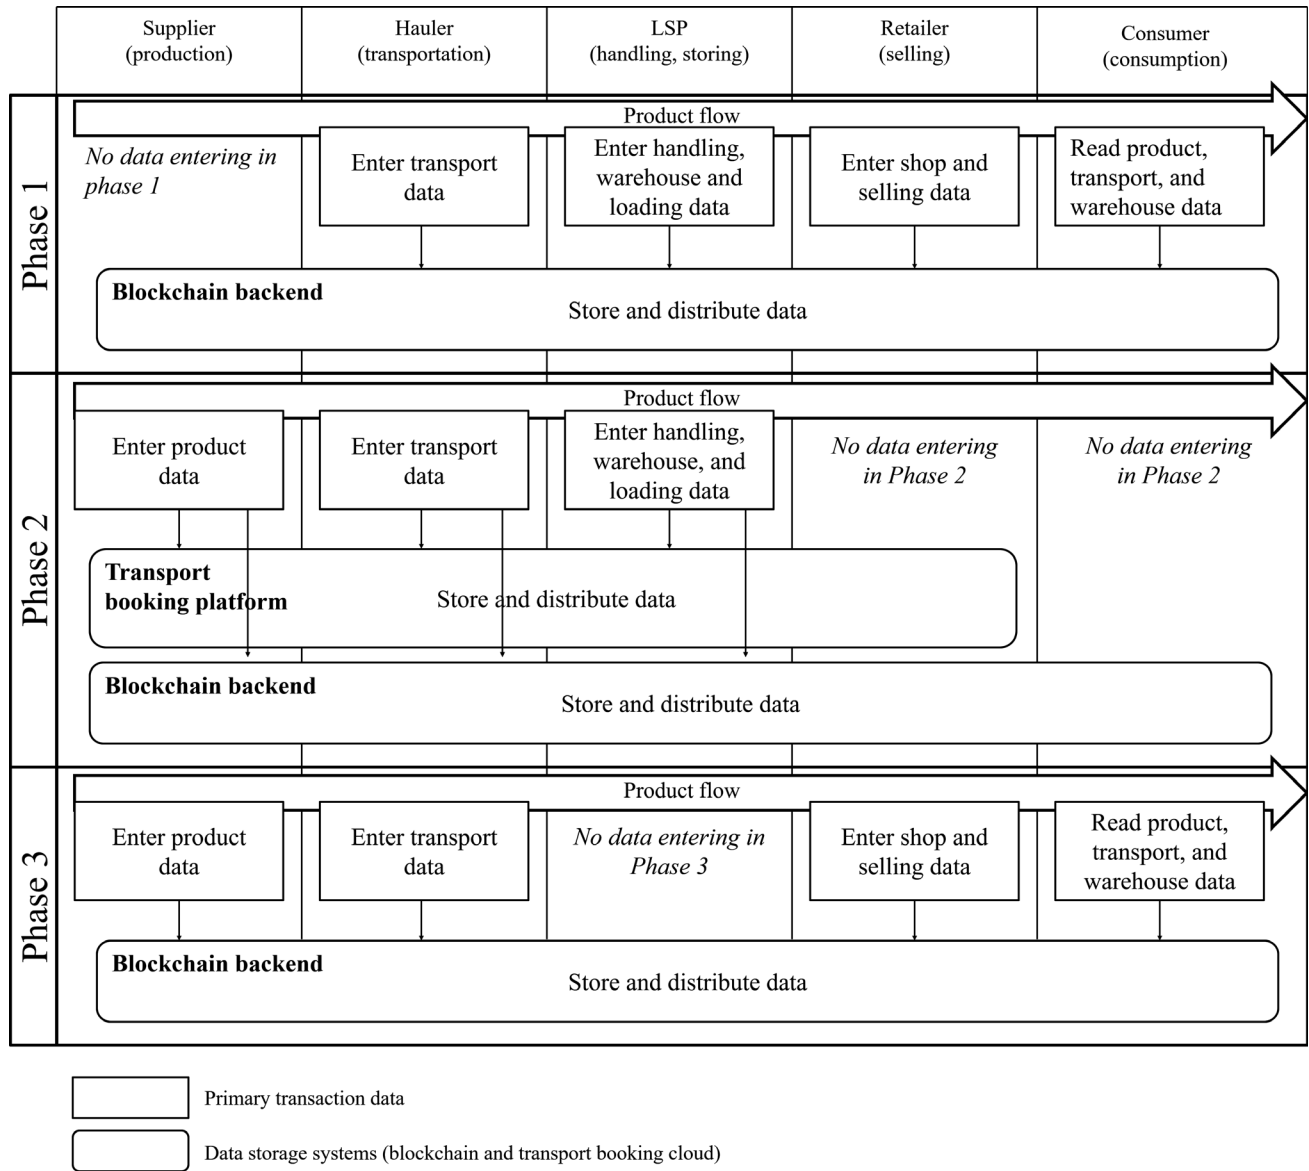 Supplier
(production)
Hauler
(transportation)
LSP
(handling, storing)
Retailer
(selling)
Consumer
(consumption)
Phase 1
Product flow
No data entering in
phase 1
Enter transport
data
Enter handling,
warehouse and
loading data
Enter shop and
selling data
Read product,
transport, and
warehouse data
Blockchain backend
Store and distribute data
Phase 2
Product flow
Enter product
data
Enter transport
data
Enter handling,
warehouse, and
loading data
No data entering
in Phase 2
No data entering
in Phase 2
Transport
booking platform
Store and distribute data
Blockchain backend
Store and distribute data
Phase 3
Product flow
Enter product
data
Enter transport
data
No data entering in
Phase 3
Enter shop and
selling data
Read product,
transport, and
warehouse data
Blockchain backend
Store and distribute data
Primary transaction data
Data storage systems (blockchain and transport booking cloud)